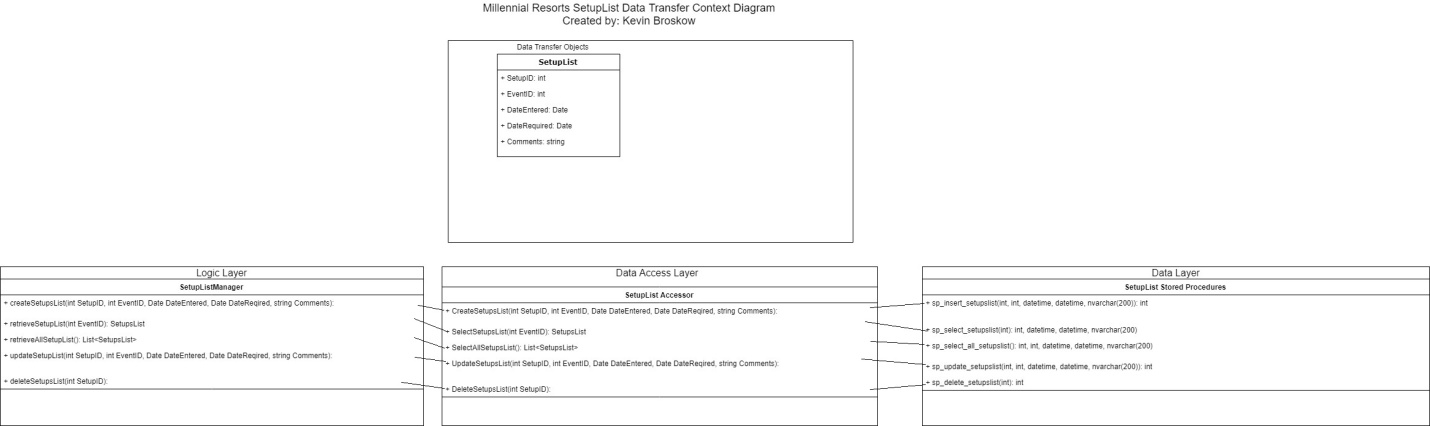 Millennial Resorts SetupList Data Transfer Context Diagram
Created by: Kevin Broskow
Data Transfer Objects
SetupList
+ SetupID: int
+ EventID: int
+ DateEntered: Date
+ DateRequired: Date
+ Comments: string
Logic Layer
SetupListManager
+ createSetupsList(int SetupID, int EventID, Date DateEntered, Date DateReqired, string Comments):
+ retrieveSetupList(int EventID): SetupsList
+ retrieveAllSetupList(): List<SetupsList>
+ updateSetupList(int SetupID, int EventID, Date DateEntered, Date DateReqired, string Comments):
+ deleteSetupsList(int SetupID):
Data Access Layer
SetupList Accessor
+ CreateSetupsList(int SetupID, int EventID, Date DateEntered, Date DateReqired, string Comments):
+ SelectSetupsList(int EventID): SetupsList
+ SelectAllSetupsList(): List<SetupsList>
+ UpdateSetupsList(int SetupID, int EventID, Date DateEntered, Date DateReqired, string Comments):
+ DeleteSetupsList(int SetupID):
Data Layer
SetupList Stored Procedures
+ sp_insert_setupslist(int, int, datetime, datetime, nvarchar(200)): int
+ sp_select_setupslist(int): int, datetime, datetime, nvarchar(200)
+ sp_select_all_setupslist(): int, int, datetime, datetime, nvarchar(200)
+ sp_update_setupslist(int, int, datetime, datetime, nvarchar(200)): int
+ sp_delete_setupslist(int): int